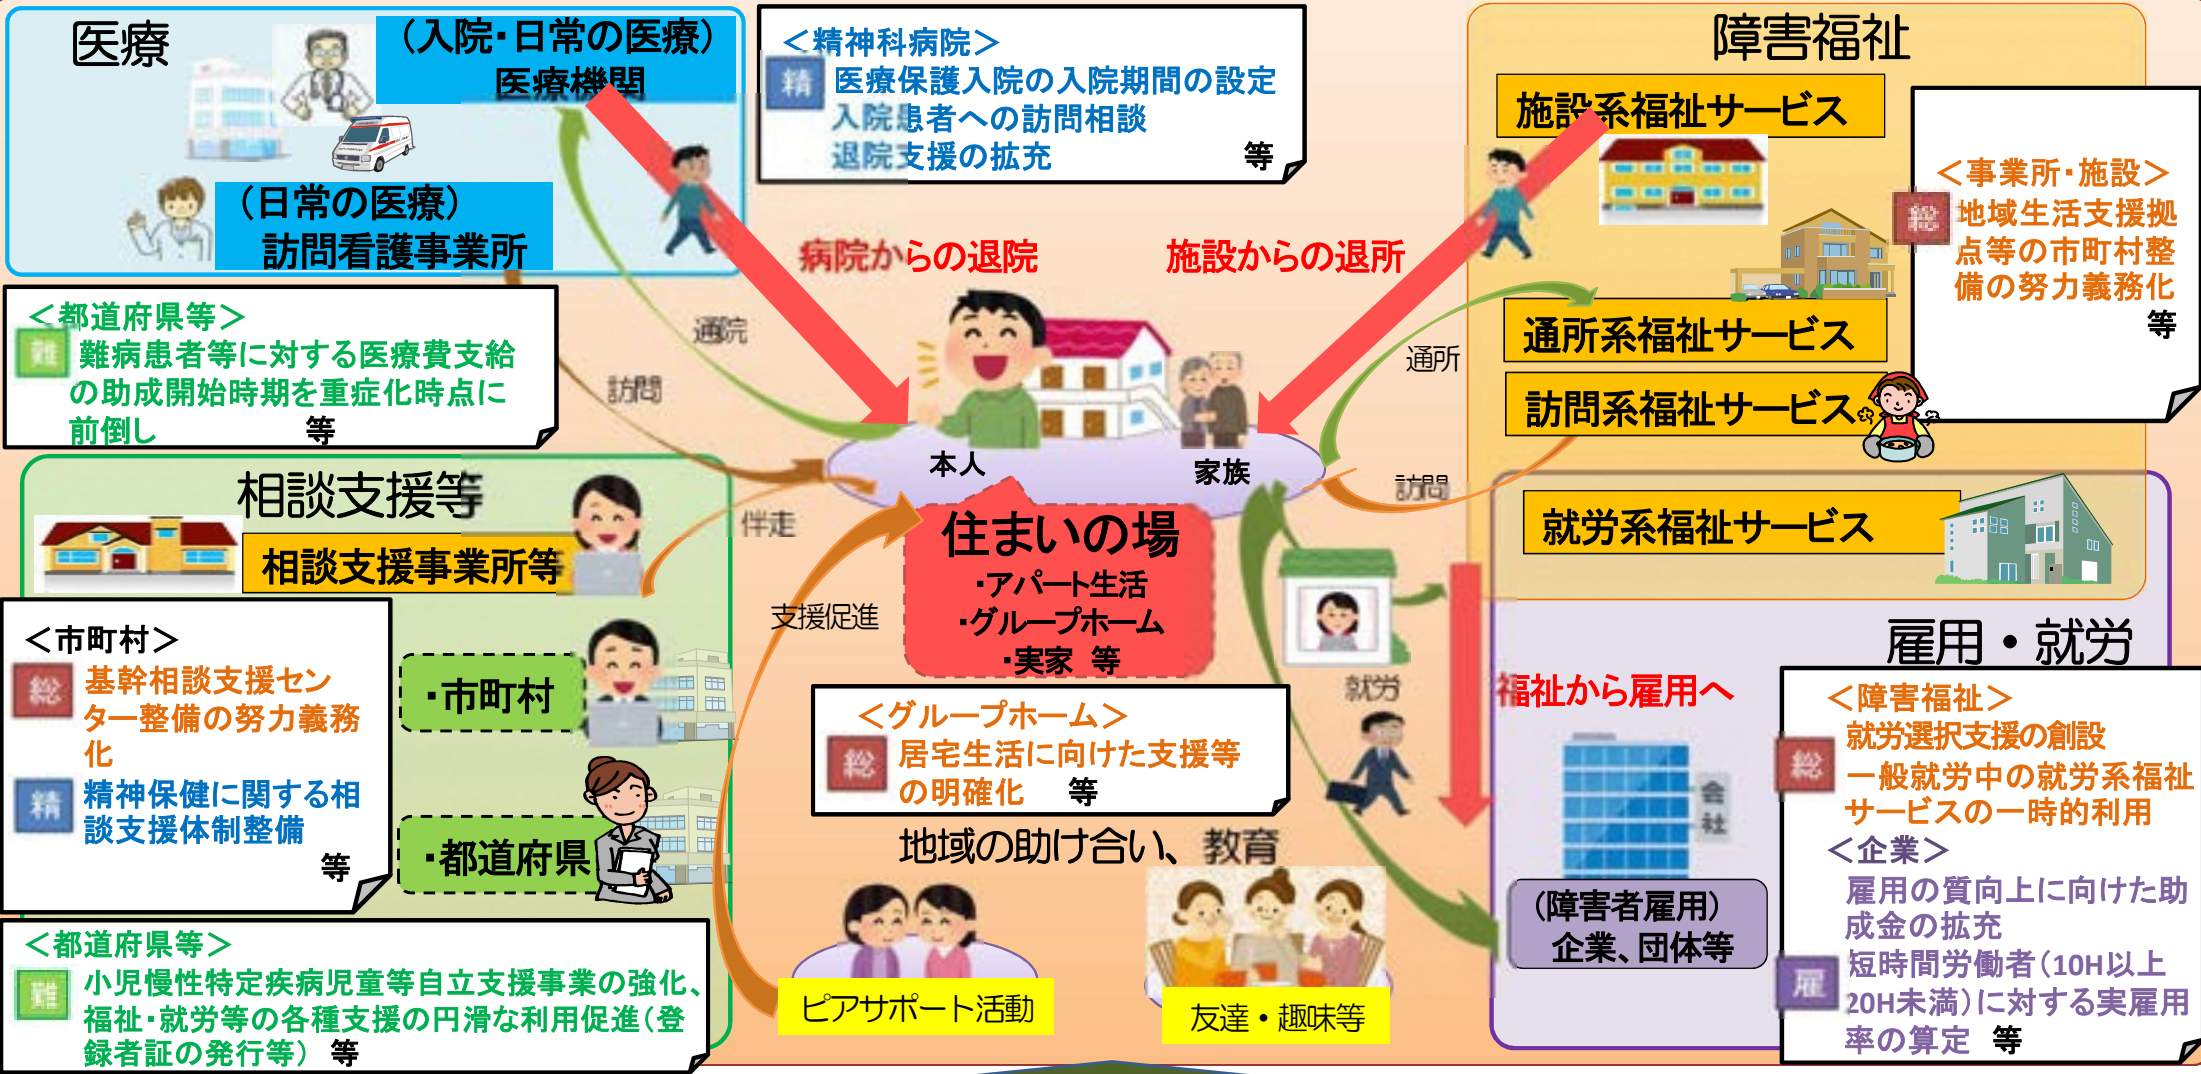 医療
（入院・日常の医療）
医療機関
（日常の医療）
訪問看護事業所
＜精神科病院＞
精
医療保護入院の入院期間の設定
入院患者への訪問相談
退院支援の拡充 等
障害福祉
施設系福祉サービス
＜事業所・施設＞
総
地域生活支援拠
点等の市町村整
備の努力義務化
等
通所系福祉サービス
訪問系福祉サービス
就労系福祉サービス
病院からの退院
施設からの退所
通院
訪問
通所
訪問
＜都道府県等＞
難
難病患者等に対する医療費支給
の助成開始時期を重症化時点に
前倒し 等
本人
家族
住まいの場
・アパート生活
・グループホーム
・実家 等
相談支援等
相談支援事業所等
伴走
支援促進
＜市町村＞
総
基幹相談支援セン
ター整備の努力義務
化
精
精神保健に関する相
談支援体制整備
等
・市町村
・都道府県
＜都道府県等＞
難
小児慢性特定疾病児童等自立支援事業の強化、
福祉・就労等の各種支援の円滑な利用促進（登
録者証の発行等） 等
＜グループホーム＞
総
居宅生活に向けた支援等
の明確化 等
地域の助け合い、教育
ピアサポート活動
友達・趣味等
就労
福祉から雇用へ
雇用・就労
会社
（障害者雇用）
企業、団体等
＜障害福祉＞
総
就労選択支援の創設
一般就労中の就労系福祉
サービスの一時的利用
＜企業＞
雇用の質向上に向けた助
成金の拡充
雇
短時間労働者（10H以上
20H未満）に対する実雇用
率の算定 等